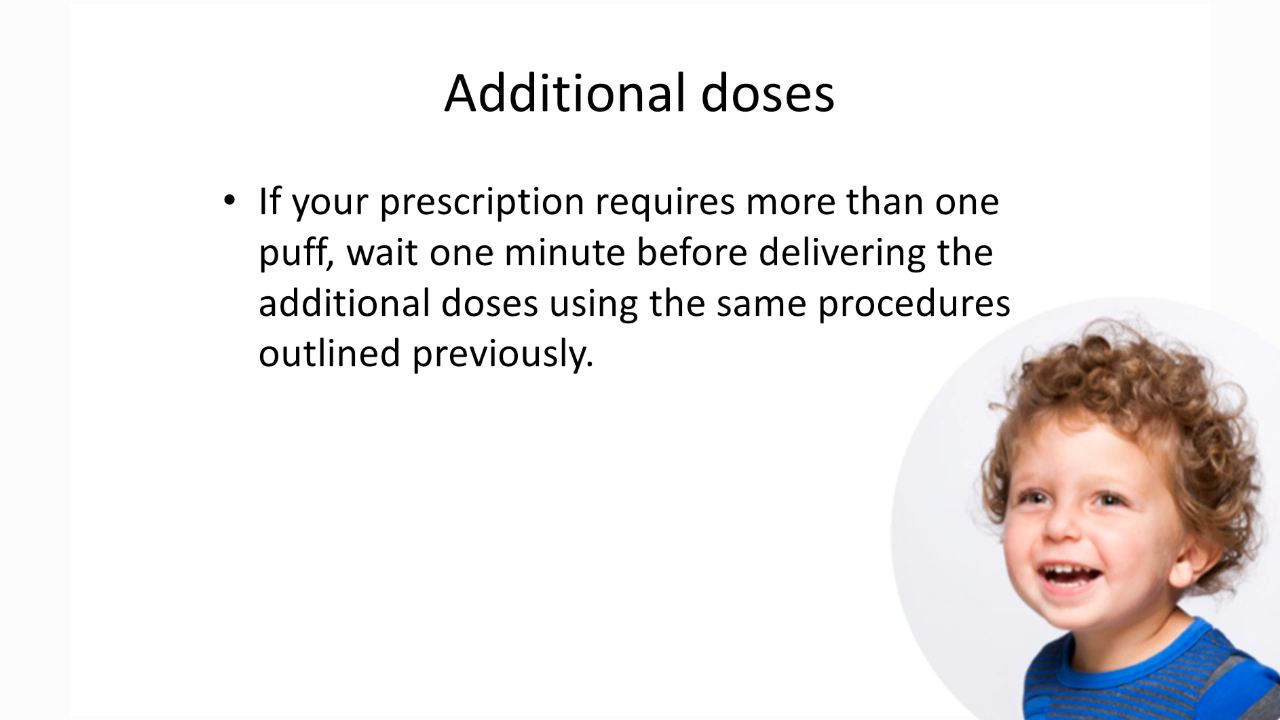 Additional doses
• If your prescription requires more than one
puff, wait one minute before delivering the
additional doses using the same procedures
outlined previously.